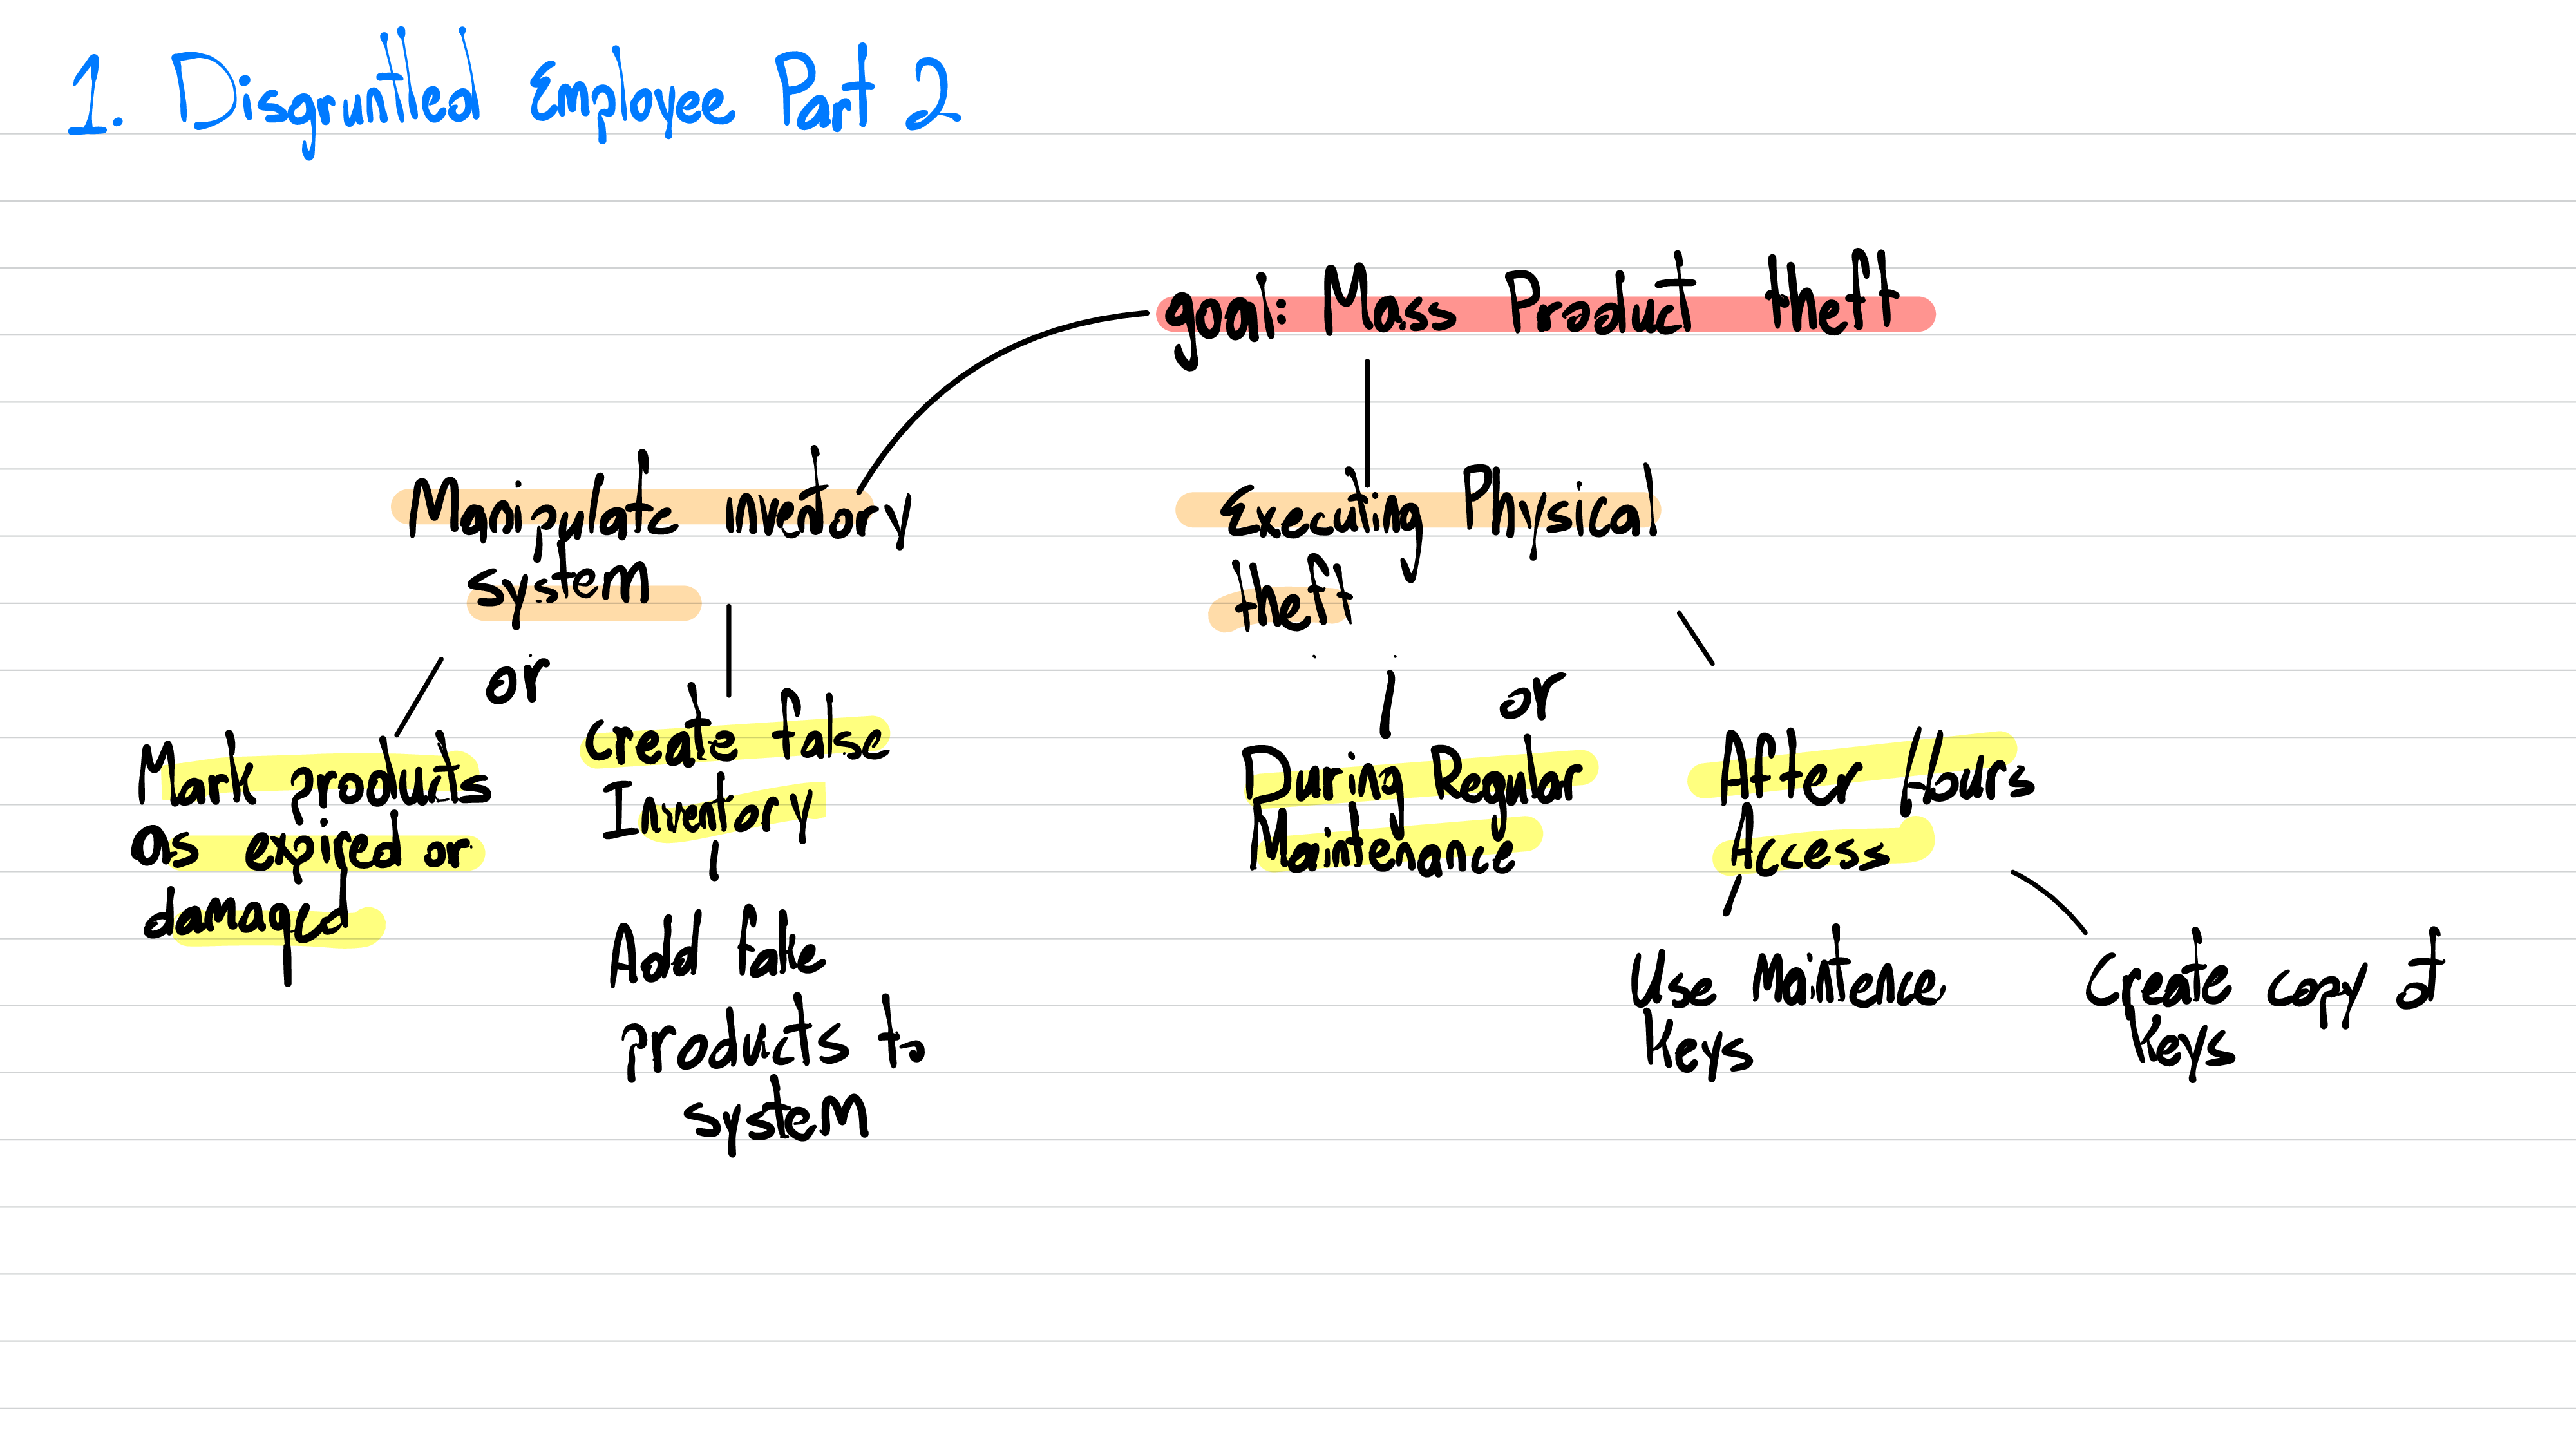 1. Disgruntled Employee Part 2
goal: Mass Product theft
Manipulate inventory
system
Executing Physical
theft
or
or
Mark products
as expired or
damaged
create false
Inventory
During Regular
Maintenance
After Hours
Access
Add fake
products to
system
Use Maintence
Keys
Create copy of
Keys